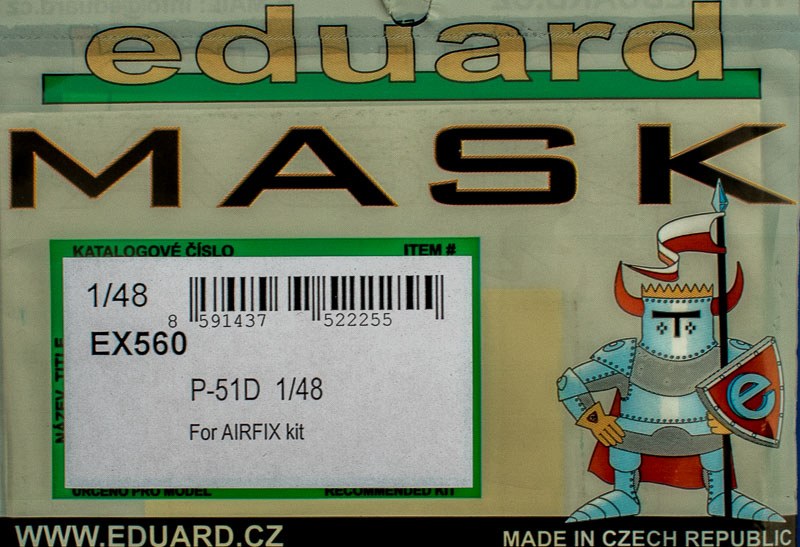 eduard
MASK
KATALOGOVÉ ČÍSLO ITEM #
1/48
8 591437 522255
EX560
NÁZEV, TITLE
P-51D 1/48
For AIRFIX kit
URČENO PRO MODEL RECOMMENDED KIT
e
WWW.EDUARD.CZ MADE IN CZECH REPUBLIC